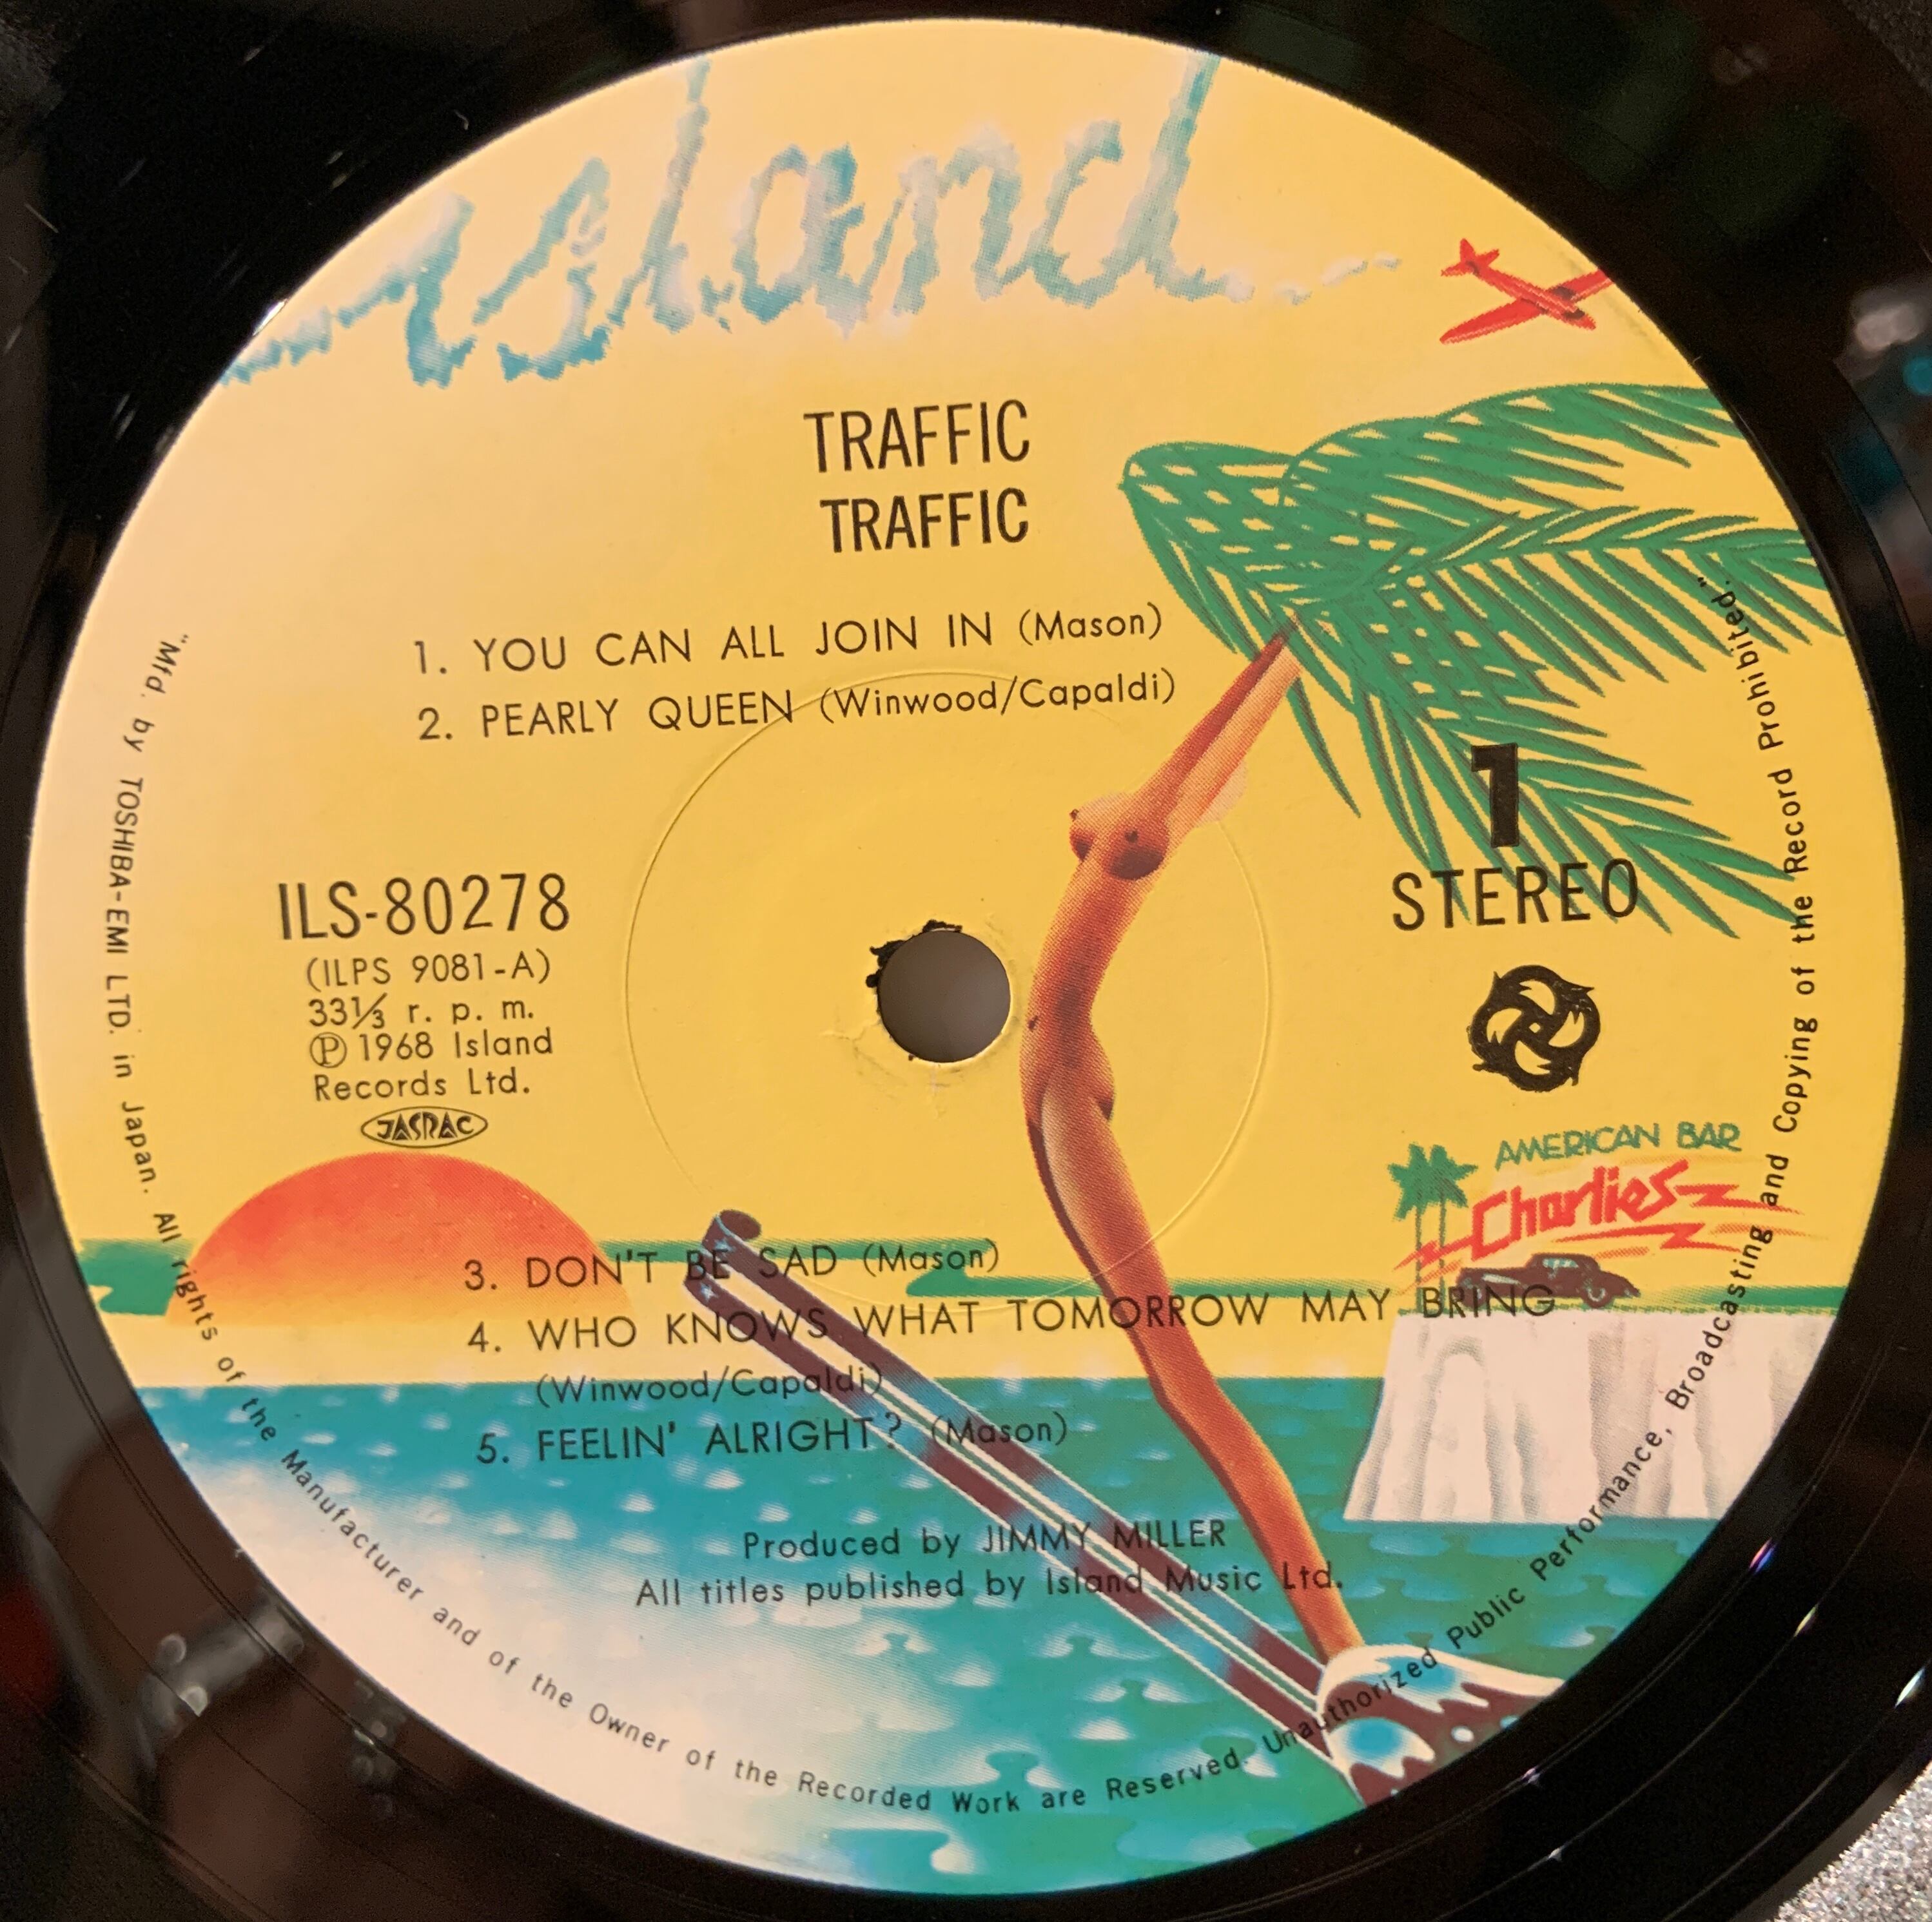 Island
TRAFFIC
TRAFFIC
1. YOU CAN ALL JOIN IN (Mason)
2. PEARLY QUEEN (Winwood/Capaldi)
1
STEREO
ILS-80278
(ILPS 9081-A)
33⅓ r. p. m.
℗ 1968 Island
Records Ltd.
JASRAC
AMERICAN BAR
Charlies
3. DON'T BE SAD (Mason)
4. WHO KNOWS WHAT TOMORROW MAY BRING
(Winwood/Capaldi)
5. FEELIN' ALRIGHT? (Mason)
Produced by JIMMY MILLER
All titles published by Island Music Ltd.
"Mfd. by TOSHIBA-EMI LTD. in Japan. All rights of the Manufacturer and of the Owner of the Recorded Work are Reserved. Unauthorized Public Performance, Broadcasting and Copying of the Record Prohibited."